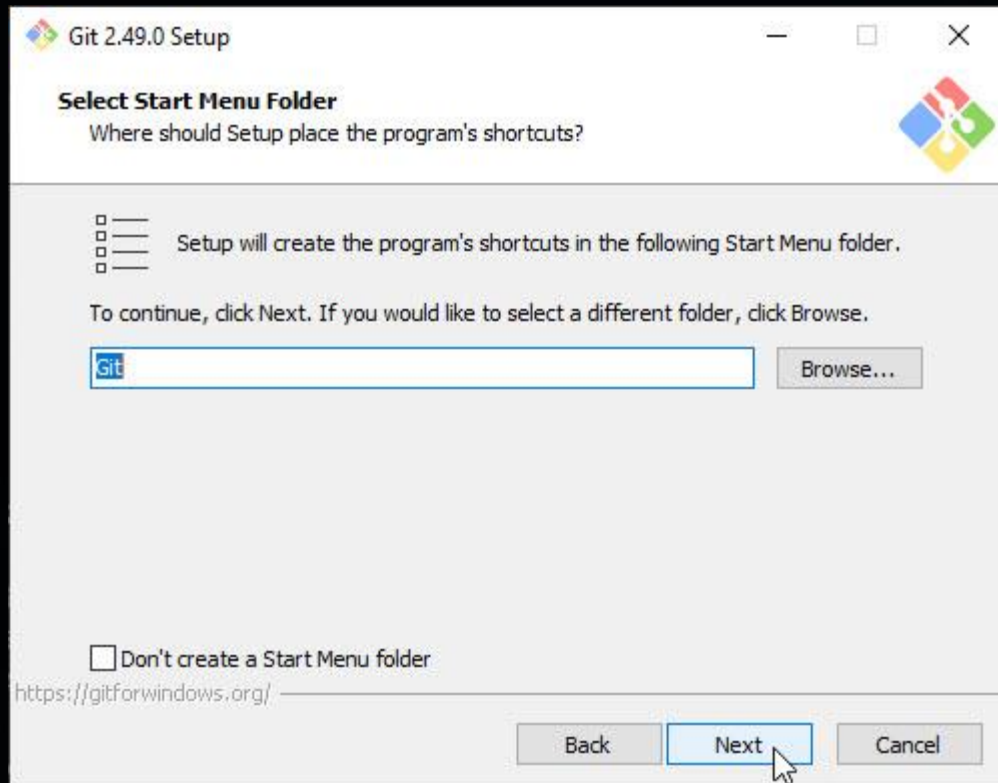 Git 2.49.0 Setup
Select Start Menu Folder
Where should Setup place the program's shortcuts?
Setup will create the program's shortcuts in the following Start Menu folder.
To continue, click Next. If you would like to select a different folder, click Browse.
Git
Browse...
Don't create a Start Menu folder
https://gitforwindows.org/
Back Next Cancel